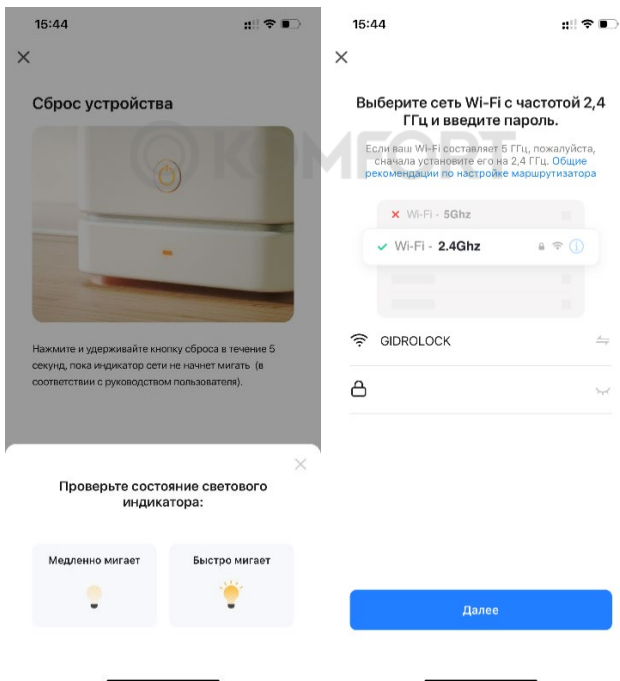 15:44
Сброс устройства
Нажмите и удерживайте кнопку сброса в течение 5
секунд, пока индикатор сети не начнет мигать (в
соответствии с руководством пользователя).
Проверьте состояние светового
индикатора:
Медленно мигает
Быстро мигает
15:44
Выберите сеть Wi-Fi с частотой 2,4
ГГц и введите пароль.
Если ваш Wi-Fi составляет 5 ГГц, пожалуйста,
сначала установите его на 2,4 ГГц. Общие
рекомендации по настройке маршрутизатора
Wi-Fi - 5Ghz
Wi-Fi - 2.4Ghz
GIDROLOCK
Далее
KOMFORT